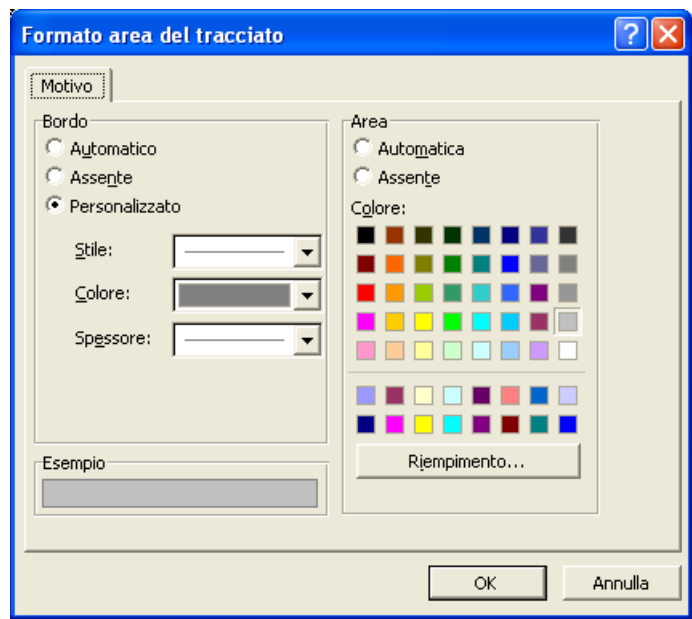 Formato area del tracciato
Motivo
Bordo
Automatico
Assente
Personalizzato
Stile:
Colore:
Spessore:
Esempio
Area
Automatica
Assente
Colore:
Riempimento...
OK
Annulla